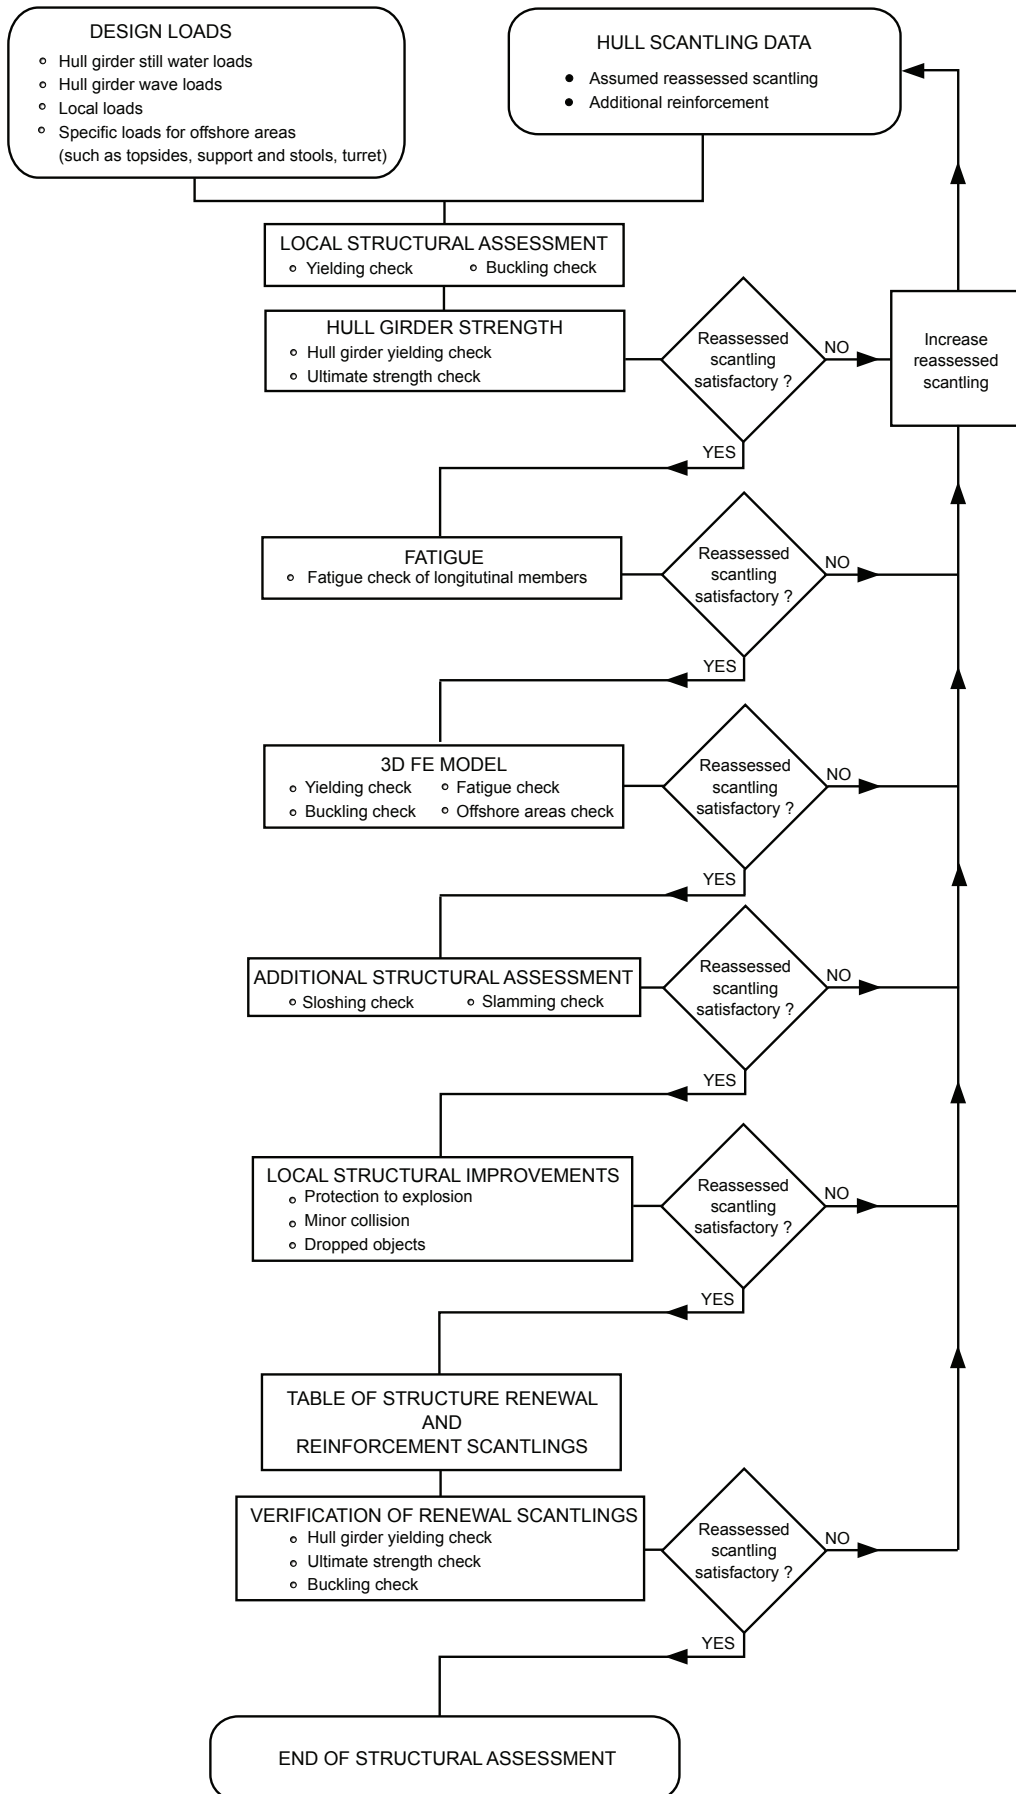 DESIGN LOADS
Hull girder still water loads
Hull girder wave loads
Local loads
Specific loads for offshore areas
(such as topsides, support and stools, turret)
HULL SCANTLING DATA
Assumed reassessed scantling
Additional reinforcement
LOCAL STRUCTURAL ASSESSMENT
Yielding check
Buckling check
HULL GIRDER STRENGTH
Hull girder yielding check
Ultimate strength check
Reassessed
scantling
satisfactory ?
NO
Increase
reassessed
scantling
YES
FATIGUE
Fatigue check of longitutinal members
Reassessed
scantling
satisfactory ?
NO
YES
3D FE MODEL
Yielding check
Fatigue check
Buckling check
Offshore areas check
Reassessed
scantling
satisfactory ?
NO
YES
ADDITIONAL STRUCTURAL ASSESSMENT
Sloshing check
Slamming check
Reassessed
scantling
satisfactory ?
NO
YES
LOCAL STRUCTURAL IMPROVEMENTS
Protection to explosion
Minor collision
Dropped objects
Reassessed
scantling
satisfactory ?
NO
YES
TABLE OF STRUCTURE RENEWAL
AND
REINFORCEMENT SCANTLINGS
VERIFICATION OF RENEWAL SCANTLINGS
Hull girder yielding check
Ultimate strength check
Buckling check
Reassessed
scantling
satisfactory ?
NO
YES
END OF STRUCTURAL ASSESSMENT